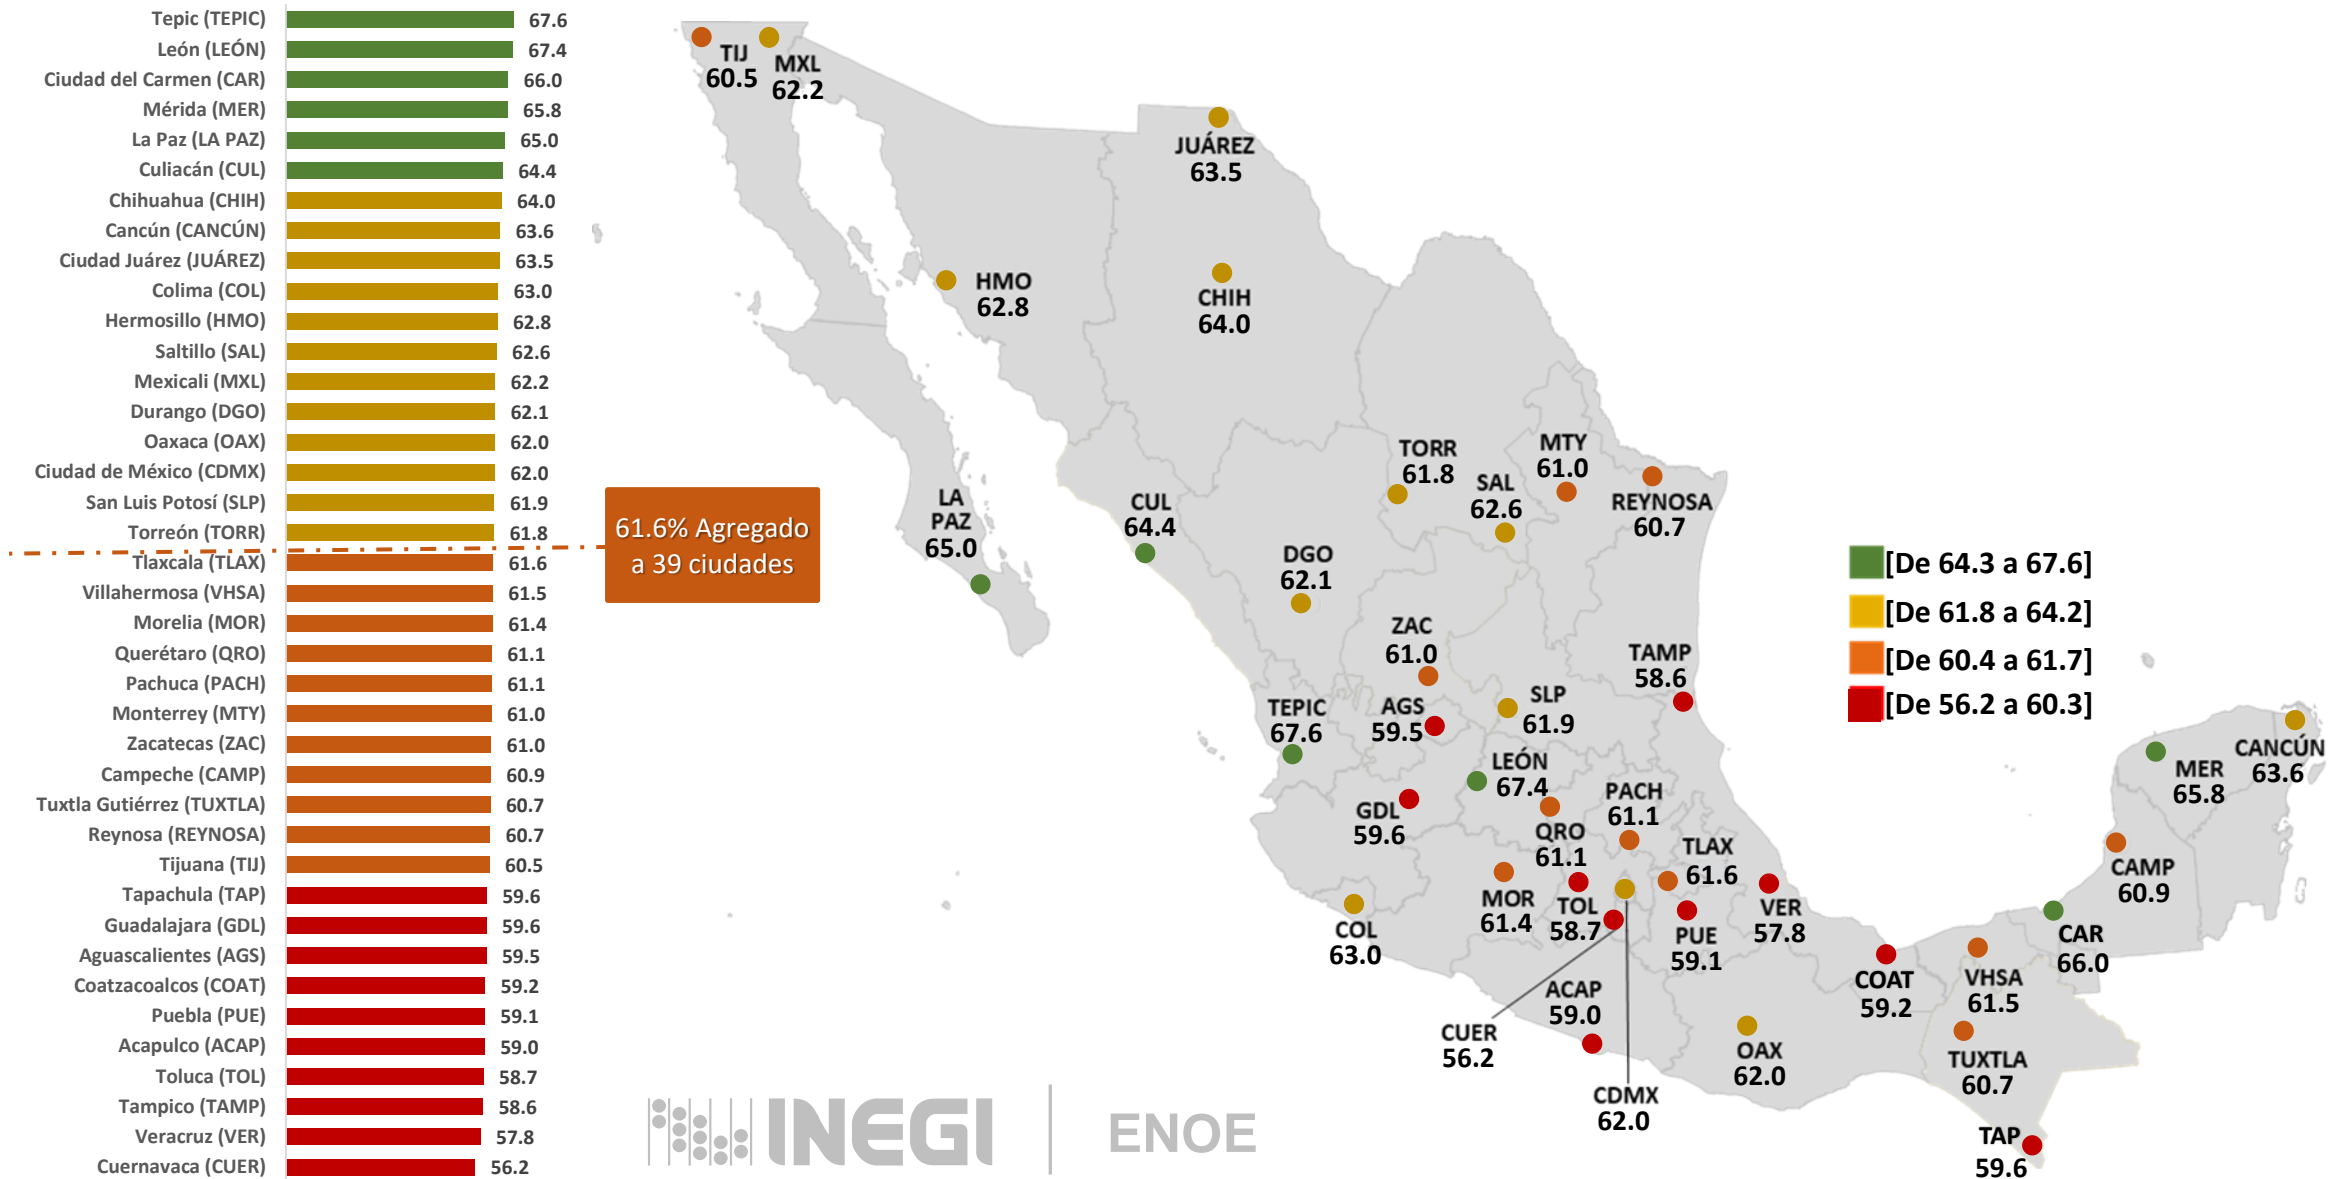 Tepic (TEPIC) 67.6
León (LEÓN) 67.4
Ciudad del Carmen (CAR) 66.0
Mérida (MER) 65.8
La Paz (LA PAZ) 65.0
Culiacán (CUL) 64.4
Chihuahua (CHIH) 64.0
Cancún (CANCÚN) 63.6
Ciudad Juárez (JUÁREZ) 63.5
Colima (COL) 63.0
Hermosillo (HMO) 62.8
Saltillo (SAL) 62.6
Mexicali (MXL) 62.2
Durango (DGO) 62.1
Oaxaca (OAX) 62.0
Ciudad de México (CDMX) 62.0
San Luis Potosí (SLP) 61.9
Torreón (TORR) 61.8
Tlaxcala (TLAX) 61.6
Villahermosa (VHSA) 61.5
Morelia (MOR) 61.4
Querétaro (QRO) 61.1
Pachuca (PACH) 61.1
Monterrey (MTY) 61.0
Zacatecas (ZAC) 61.0
Campeche (CAMP) 60.9
Tuxtla Gutiérrez (TUXTLA) 60.7
Reynosa (REYNOSA) 60.7
Tijuana (TIJ) 60.5
Tapachula (TAP) 59.6
Guadalajara (GDL) 59.6
Aguascalientes (AGS) 59.5
Coatzacoalcos (COAT) 59.2
Puebla (PUE) 59.1
Acapulco (ACAP) 59.0
Toluca (TOL) 58.7
Tampico (TAMP) 58.6
Veracruz (VER) 57.8
Cuernavaca (CUER) 56.2
61.6% Agregado
a 39 ciudades
TIJ
60.5
MXL
62.2
JUÁREZ
63.5
HMO
62.8
CHIH
64.0
LA
PAZ
65.0
CUL
64.4
TORR
61.8
SAL
62.6
MTY
61.0
REYNOSA
60.7
DGO
62.1
ZAC
61.0
TAMP
58.6
TEPIC
67.6
AGS
59.5
SLP
61.9
LEÓN
67.4
GDL
59.6
PACH
61.1
QRO
61.1
TLAX
61.6
MOR
61.4
TOL
58.7
COL
63.0
PUE
59.1
VER
57.8
ACAP
59.0
CUER
56.2
CDMX
62.0
OAX
62.0
COAT
59.2
VHSA
61.5
TUXTLA
60.7
TAP
59.6
CAR
66.0
CAMP
60.9
MER
65.8
CANCÚN
63.6
[De 64.3 a 67.6]
[De 61.8 a 64.2]
[De 60.4 a 61.7]
[De 56.2 a 60.3]
INEGI
ENOE